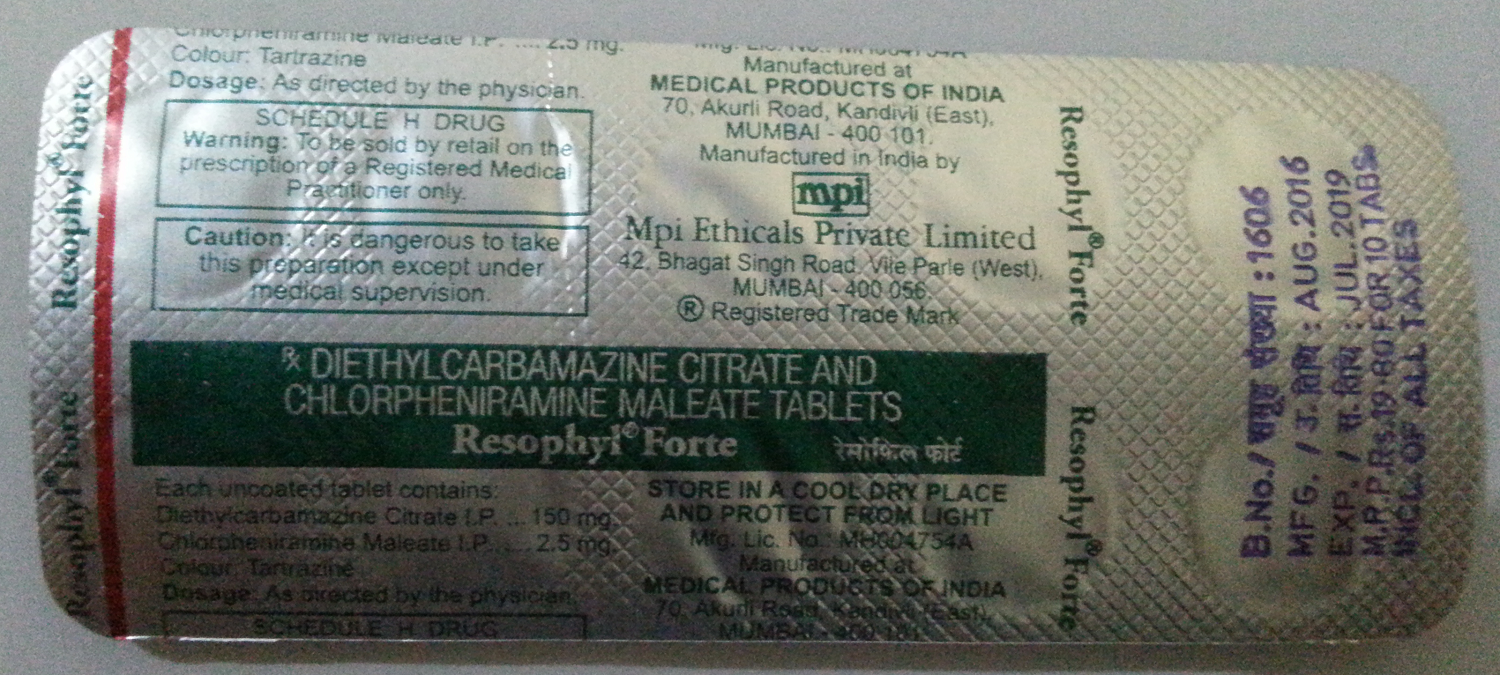 Chlorpheniramine Maleate I.P. .... 2.5 mg.
Colour: Tartrazine
Dosage: As directed by the physician.
SCHEDULE H DRUG
Warning: To be sold by retail on the
prescription of a Registered Medical
Practitioner only.
Caution: It is dangerous to take
this preparation except under
medical supervision.
Mfg. Lic. No.: MH004754A
Manufactured at
MEDICAL PRODUCTS OF INDIA
70, Akurli Road, Kandivli (East),
MUMBAI - 400 101.
Manufactured in India by
mpi
Mpi Ethicals Private Limited
42, Bhagat Singh Road, Vile Parle (West),
MUMBAI - 400 056.
® Registered Trade Mark
℞ DIETHYLCARBAMAZINE CITRATE AND
CHLORPHENIRAMINE MALEATE TABLETS
Resophyl® Forte रेसोफिल फोर्ट
Each uncoated tablet contains:
Diethylcarbamazine Citrate I.P. ... 150 mg.
Chlorpheniramine Maleate I.P. .... 2.5 mg.
Colour: Tartrazine
Dosage: As directed by the physician.
SCHEDULE H DRUG
STORE IN A COOL DRY PLACE
AND PROTECT FROM LIGHT
Mfg. Lic. No.: MH004754A
Manufactured at
MEDICAL PRODUCTS OF INDIA
70, Akurli Road, Kandivli (East),
MUMBAI - 400 101.
Resophyl® Forte
Resophyl® Forte
Resophyl® Forte
Resophyl® Forte
B.No./ समूह संख्या : 1606
MFG. / उ.तिथि : AUG.2016
EXP. / स.तिथि : JUL.2019
M.R.P.Rs.19.80 FOR 10 TABS.
INCL.OF ALL TAXES